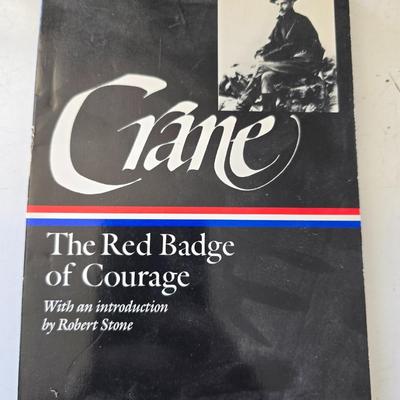 Crane
The Red Badge
of Courage
With an introduction
by Robert Stone